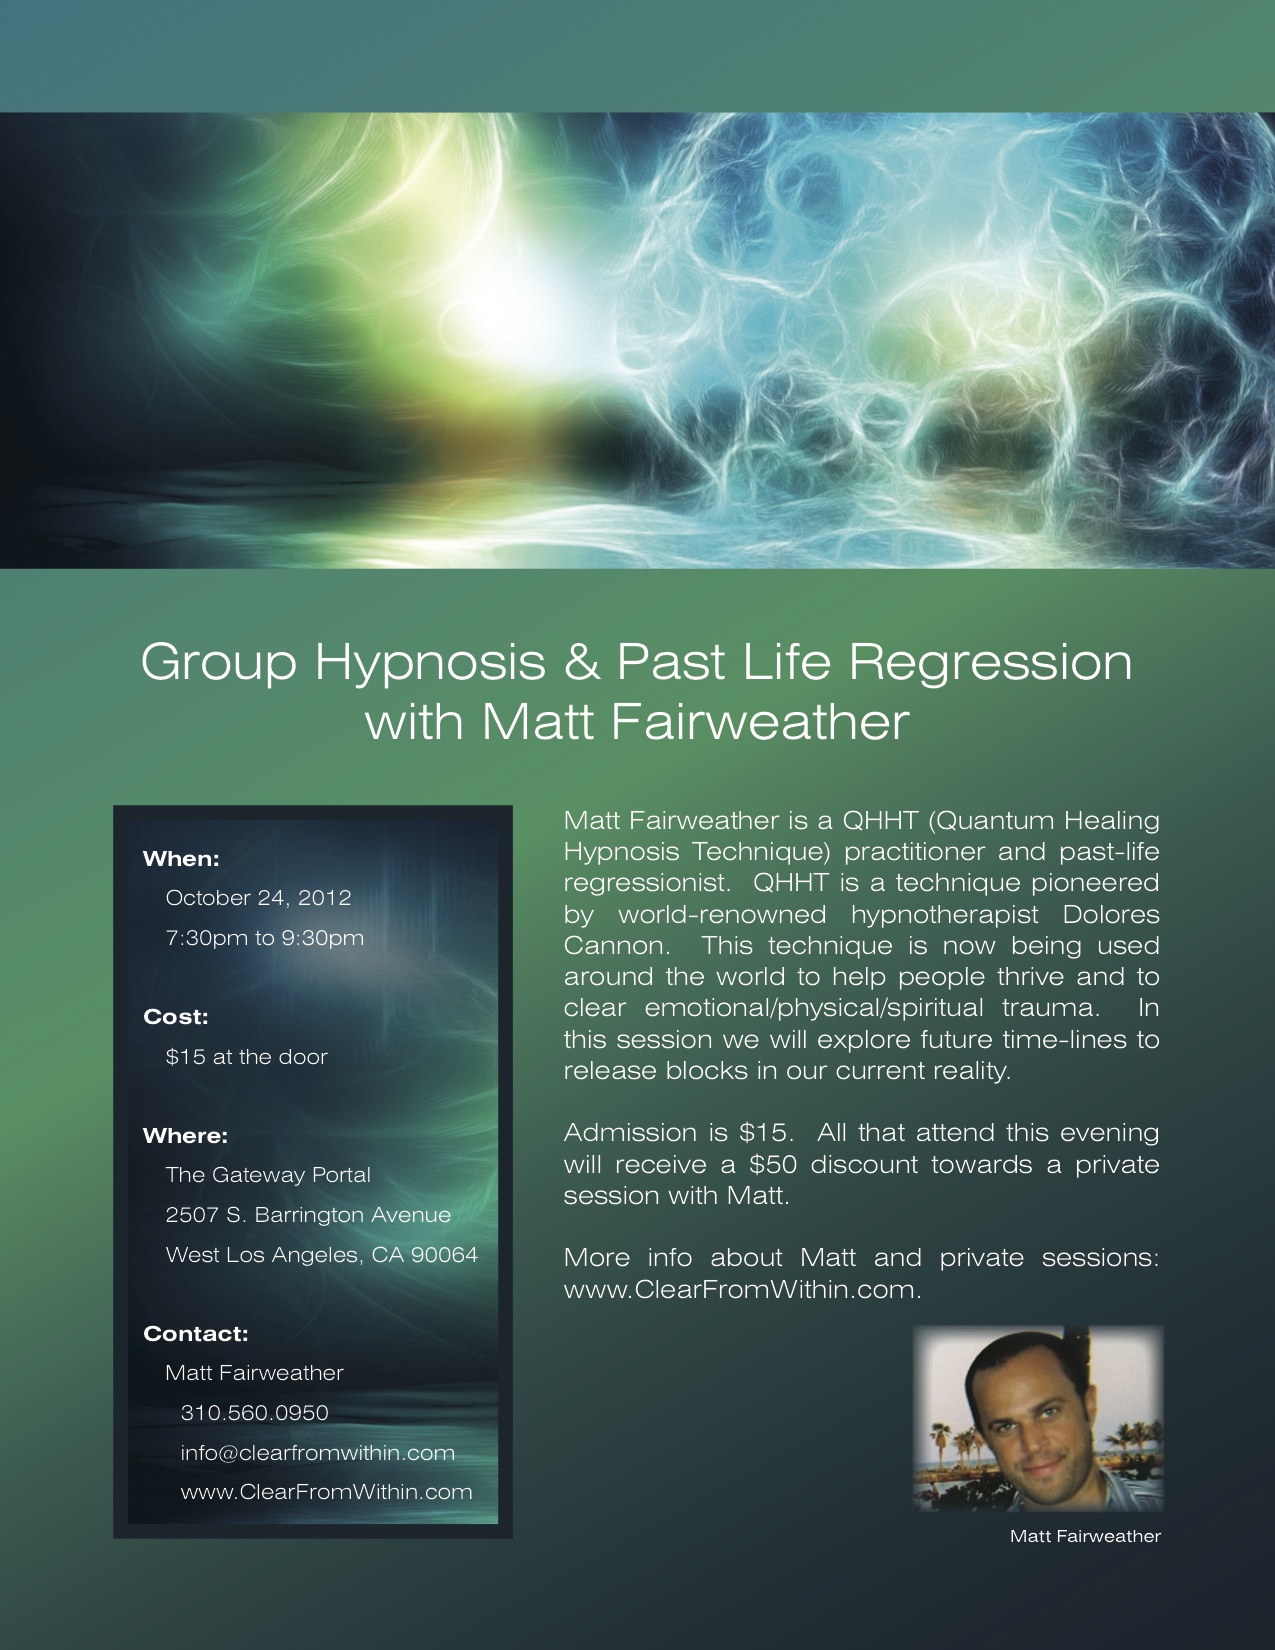 Group Hypnosis & Past Life Regression
with Matt Fairweather
When:
October 24, 2012
7:30pm to 9:30pm
Cost:
$15 at the door
Where:
The Gateway Portal
2507 S. Barrington Avenue
West Los Angeles, CA 90064
Contact:
Matt Fairweather
310.560.0950
info@clearfromwithin.com
www.ClearFromWithin.com
Matt Fairweather is a QHHT (Quantum Healing
Hypnosis Technique) practitioner and past-life
regressionist. QHHT is a technique pioneered
by world-renowned hypnotherapist Dolores
Cannon. This technique is now being used
around the world to help people thrive and to
clear emotional/physical/spiritual trauma. In
this session we will explore future time-lines to
release blocks in our current reality.
Admission is $15. All that attend this evening
will receive a $50 discount towards a private
session with Matt.
More info about Matt and private sessions:
www.ClearFromWithin.com.
Matt Fairweather